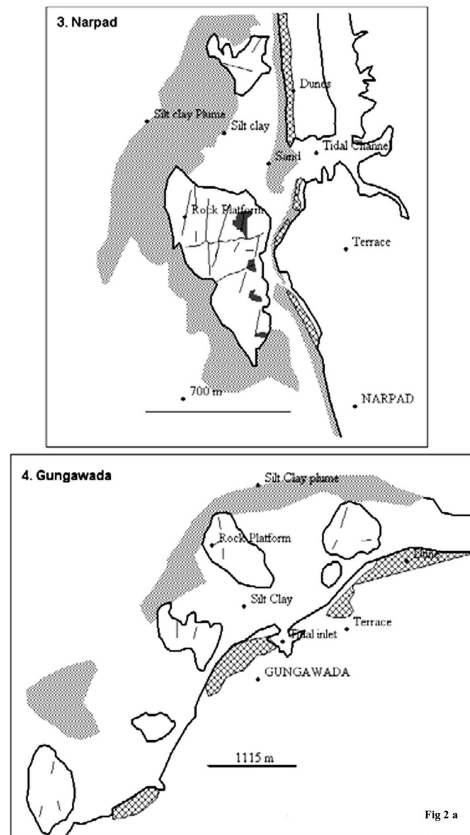 3. Narpad
Dunes
Silt clay Plume
Silt clay
Tidal Channel
Sand
Rock Platform
Terrace
700 m
NARPAD
4. Gungawada
Silt Clay plume
Rock Platform
Silt Clay
Terrace
Tidal inlet
GUNGAWADA
1115 m
Fig 2 a